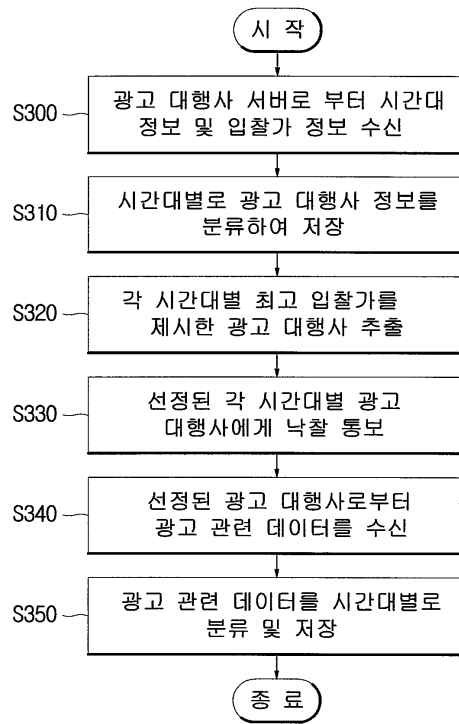 시 작
S300
광고 대행사 서버로 부터 시간대
정보 및 입찰가 정보 수신
S310
시간대별로 광고 대행사 정보를
분류하여 저장
S320
각 시간대별 최고 입찰가를
제시한 광고 대행사 추출
S330
선정된 각 시간대별 광고
대행사에게 낙찰 통보
S340
선정된 광고 대행사로부터
광고 관련 데이터를 수신
S350
광고 관련 데이터를 시간대별로
분류 및 저장
종 료